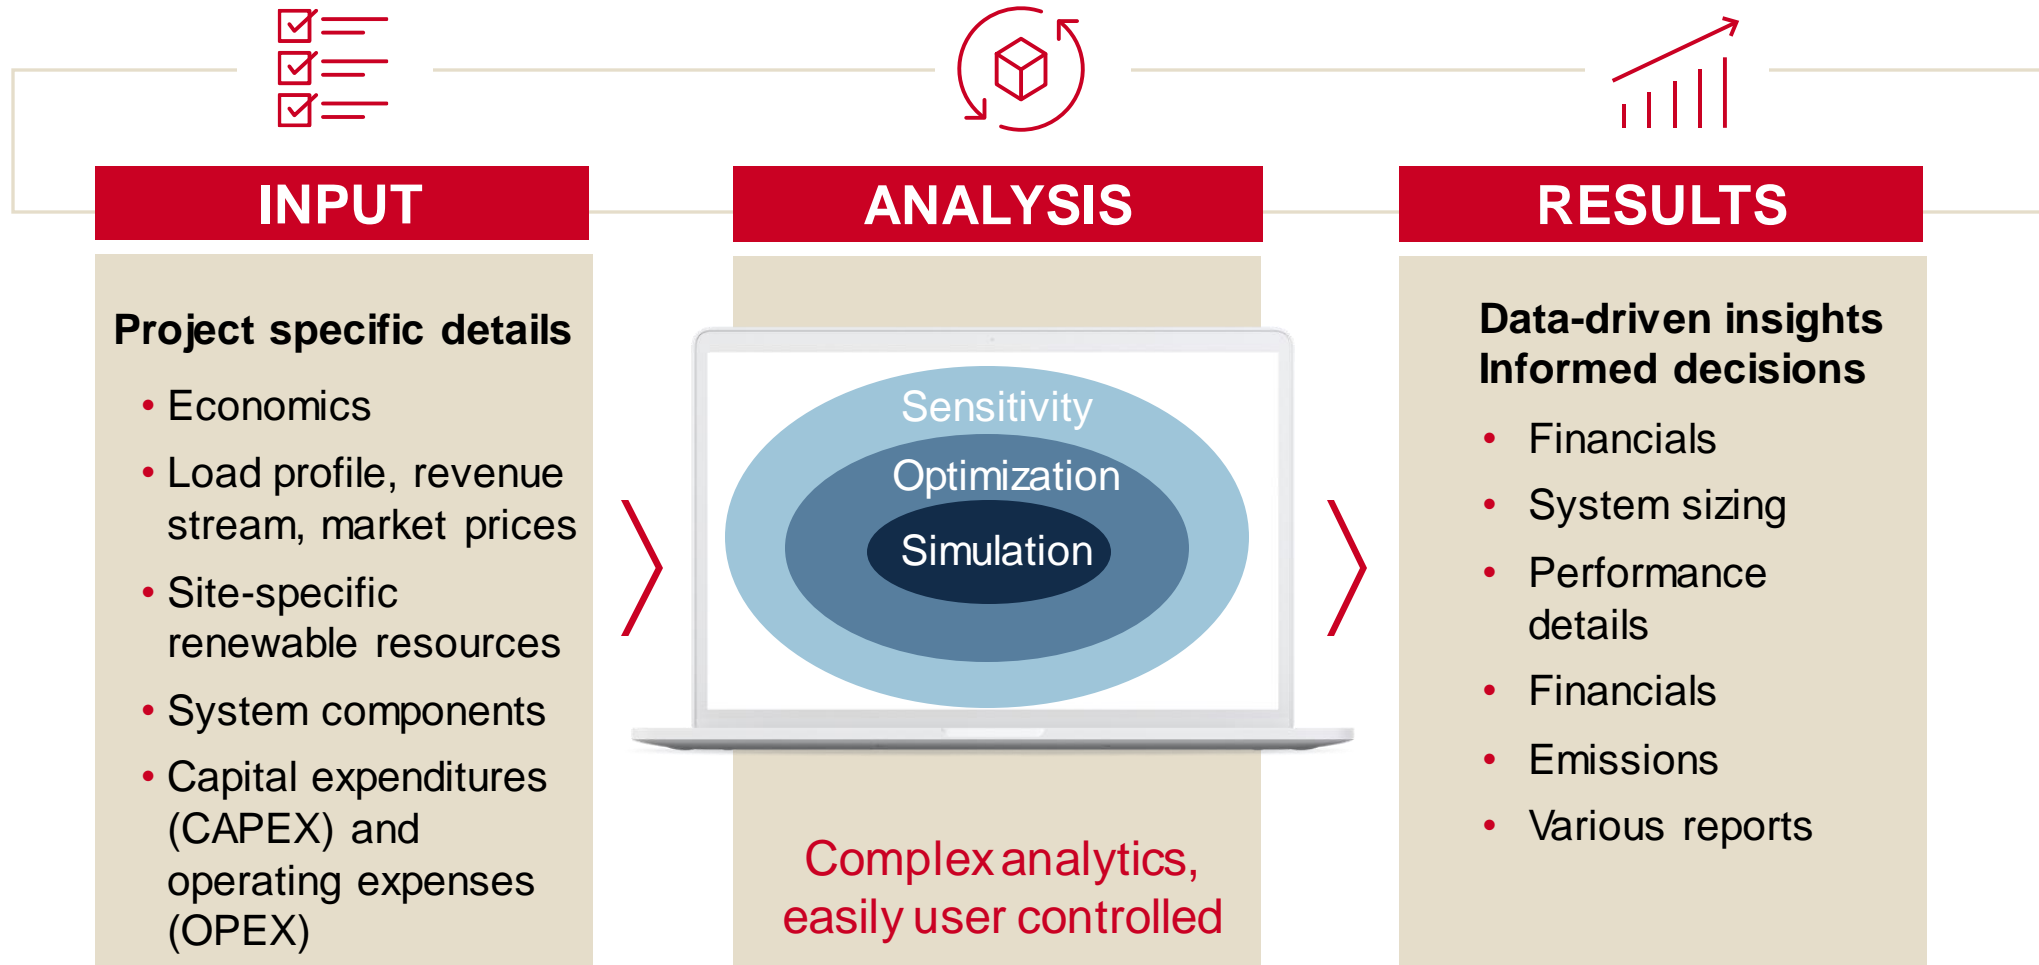 INPUT
Project specific details
• Economics
• Load profile, revenue
stream, market prices
• Site-specific
renewable resources
• System components
• Capital expenditures
(CAPEX) and
operating expenses
(OPEX)
ANALYSIS
Sensitivity
Optimization
Simulation
Complex analytics,
easily user controlled
RESULTS
Data-driven insights
Informed decisions
• Financials
• System sizing
• Performance
details
• Financials
• Emissions
• Various reports